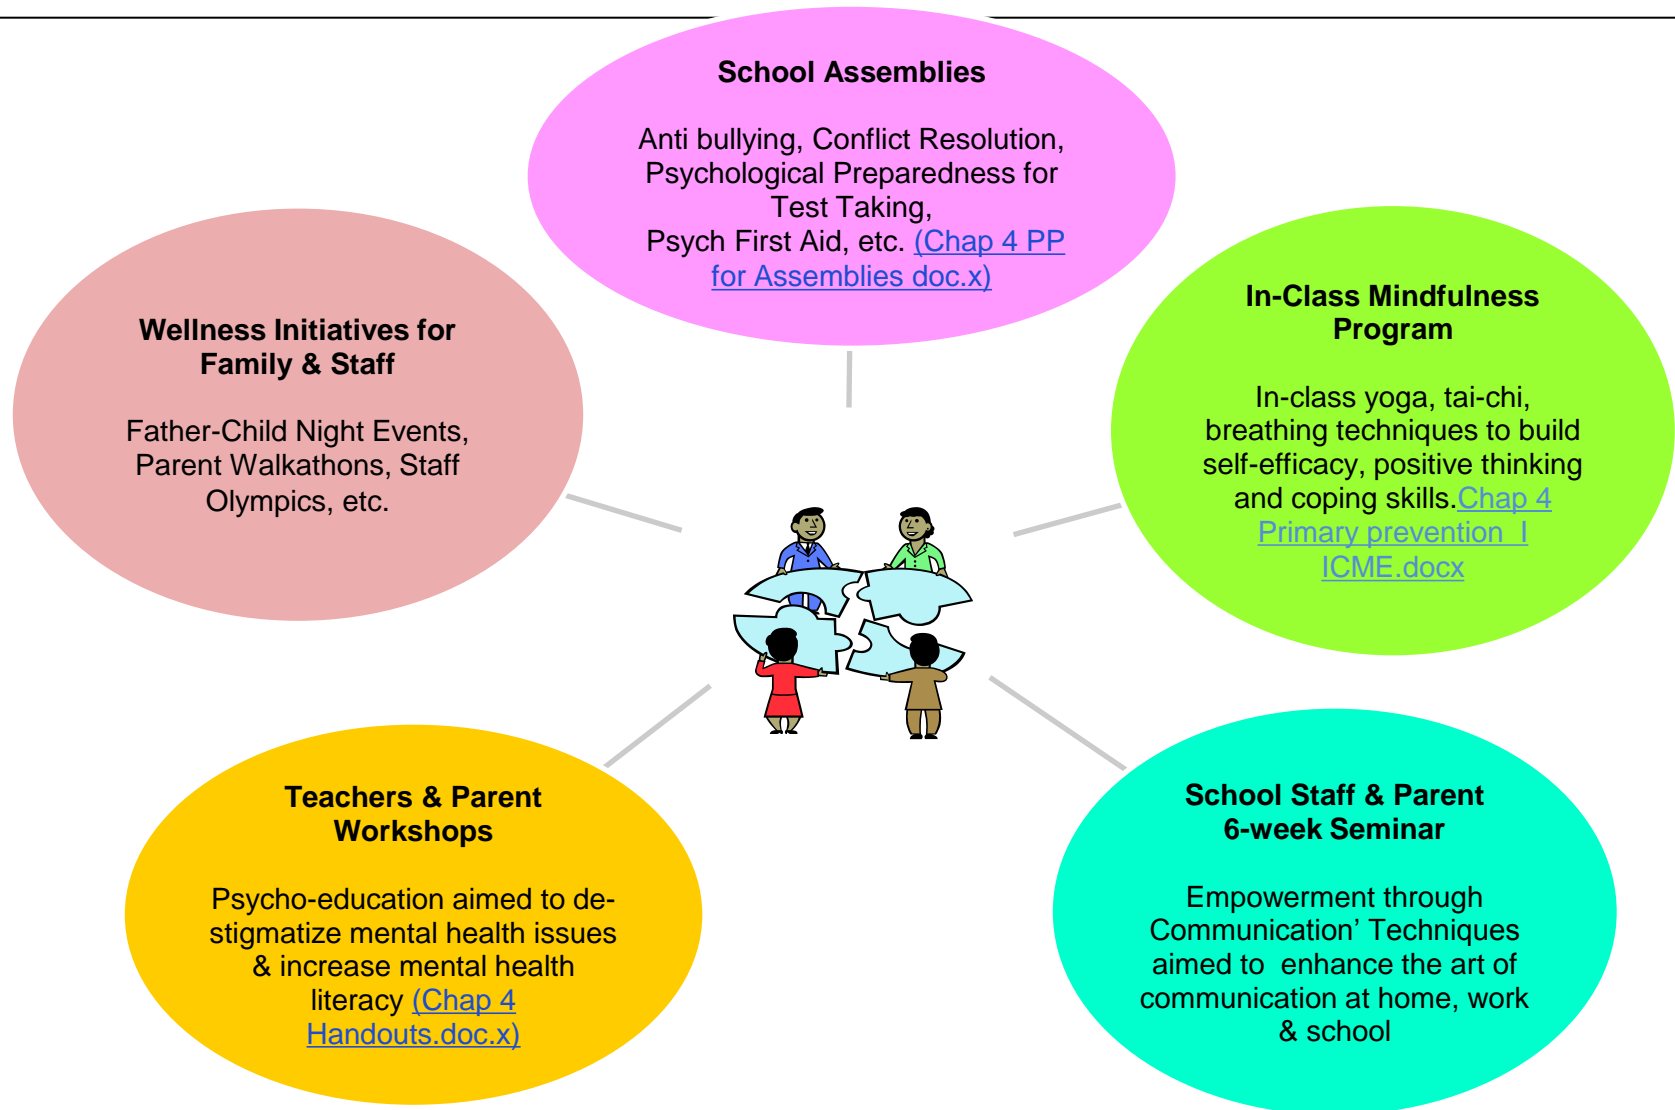 School Assemblies
Anti bullying, Conflict Resolution,
Psychological Preparedness for
Test Taking,
Psych First Aid, etc. (Chap 4 PP
for Assemblies doc.x)
In-Class Mindfulness
Program
In-class yoga, tai-chi,
breathing techniques to build
self-efficacy, positive thinking
and coping skills.Chap 4
Primary prevention  I
ICME.docx
School Staff & Parent
6-week Seminar
Empowerment through
Communication’ Techniques
aimed to  enhance the art of
communication at home, work
& school
Teachers & Parent
Workshops
Psycho-education aimed to de-
stigmatize mental health issues
& increase mental health
literacy (Chap 4
Handouts.doc.x)
Wellness Initiatives for
Family & Staff
Father-Child Night Events,
Parent Walkathons, Staff
Olympics, etc.